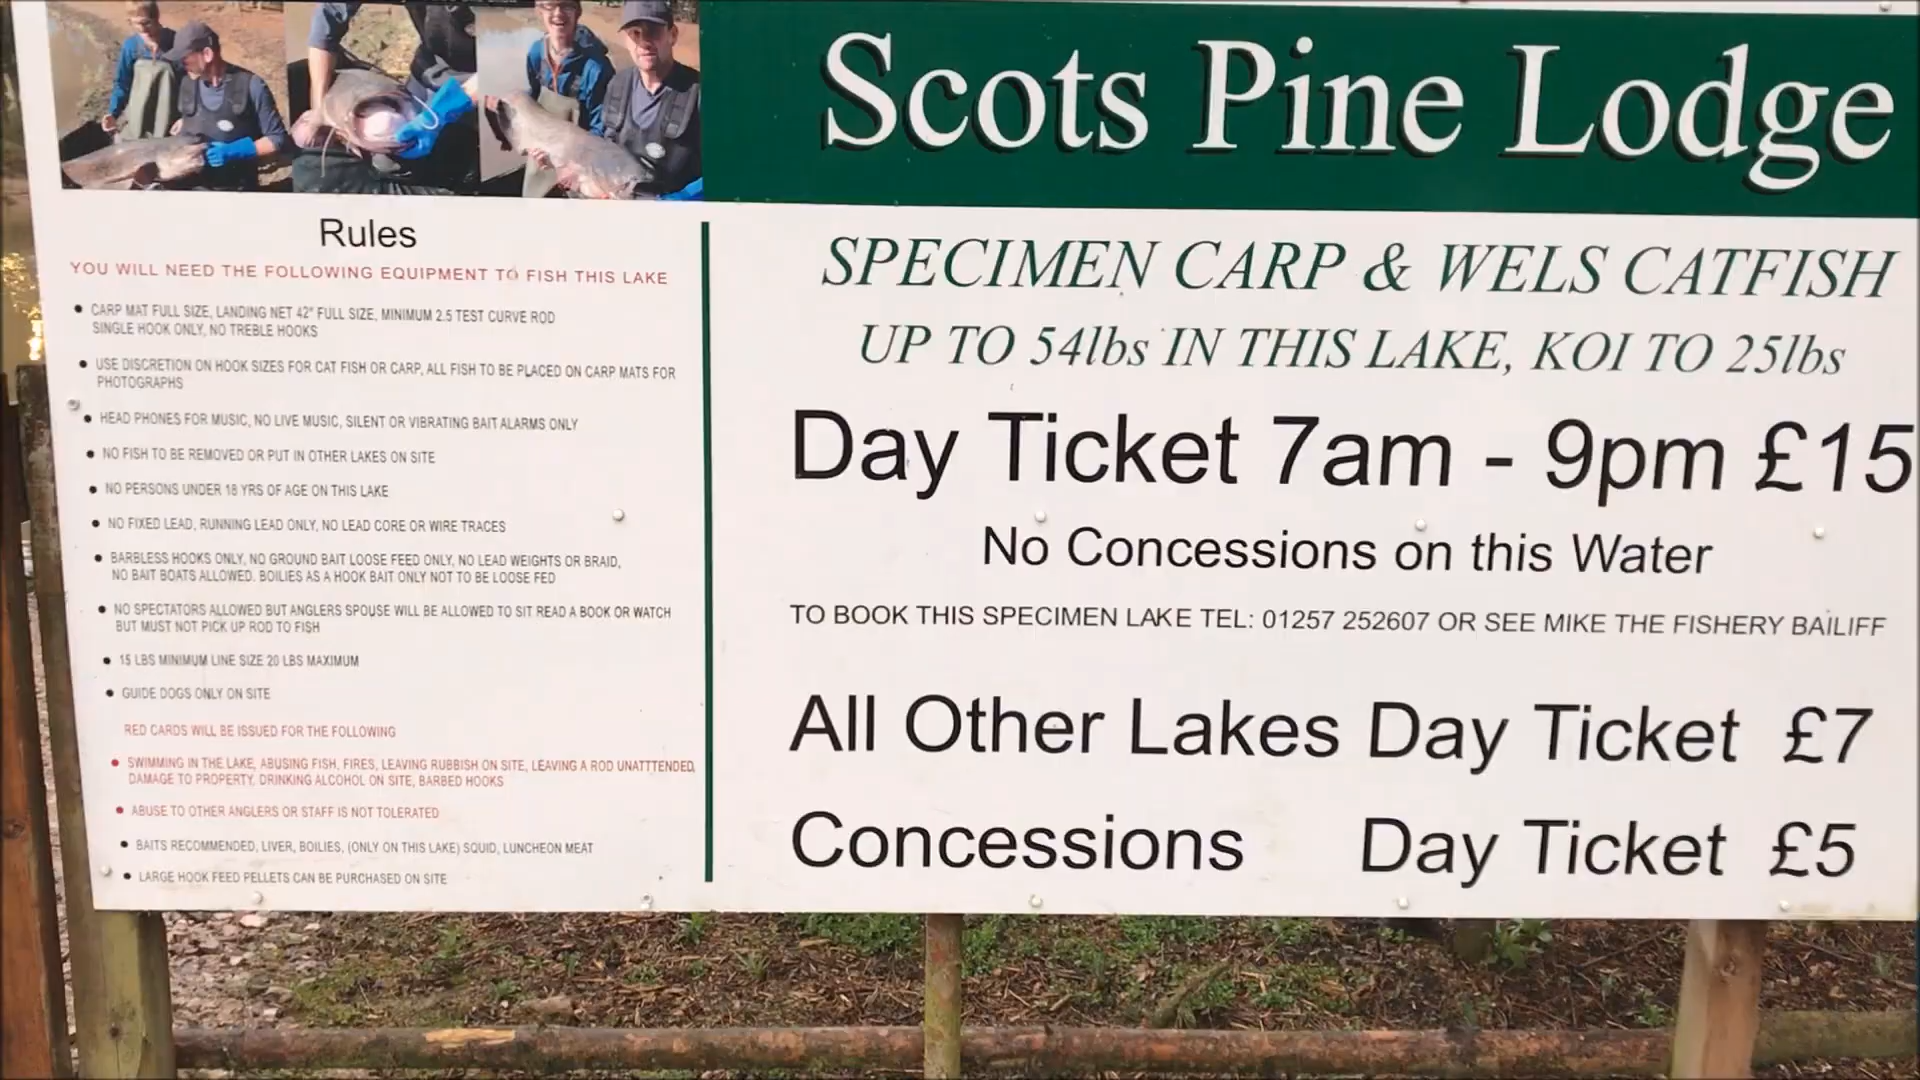 Scots Pine Lodge
Rules
YOU WILL NEED THE FOLLOWING EQUIPMENT TO FISH THIS LAKE
• CARP MAT FULL SIZE, LANDING NET 42" FULL SIZE, MINIMUM 2.5 TEST CURVE ROD
SINGLE HOOK ONLY, NO TREBLE HOOKS
• USE DISCRETION ON HOOK SIZES FOR CAT FISH OR CARP, ALL FISH TO BE PLACED ON CARP MATS FOR
PHOTOGRAPHS
• HEAD PHONES FOR MUSIC, NO LIVE MUSIC, SILENT OR VIBRATING BAIT ALARMS ONLY
• NO FISH TO BE REMOVED OR PUT IN OTHER LAKES ON SITE
• NO PERSONS UNDER 18 YRS OF AGE ON THIS LAKE
• NO FIXED LEAD, RUNNING LEAD ONLY, NO LEAD CORE OR WIRE TRACES
• BARBLESS HOOKS ONLY, NO GROUND BAIT LOOSE FEED ONLY, NO LEAD WEIGHTS OR BRAID,
NO BAIT BOATS ALLOWED. BOILIES AS A HOOK BAIT ONLY NOT TO BE LOOSE FED
• NO SPECTATORS ALLOWED BUT ANGLERS SPOUSE WILL BE ALLOWED TO SIT READ A BOOK OR WATCH
BUT MUST NOT PICK UP ROD TO FISH
• 15 LBS MINIMUM LINE SIZE 20 LBS MAXIMUM
• GUIDE DOGS ONLY ON SITE
RED CARDS WILL BE ISSUED FOR THE FOLLOWING
• SWIMMING IN THE LAKE, ABUSING FISH, FIRES, LEAVING RUBBISH ON SITE, LEAVING A ROD UNATTTENDED,
DAMAGE TO PROPERTY, DRINKING ALCOHOL ON SITE, BARBED HOOKS
• ABUSE TO OTHER ANGLERS OR STAFF IS NOT TOLERATED
• BAITS RECOMMENDED, LIVER, BOILIES, (ONLY ON THIS LAKE) SQUID, LUNCHEON MEAT
• LARGE HOOK FEED PELLETS CAN BE PURCHASED ON SITE
SPECIMEN CARP & WELS CATFISH
UP TO 54lbs IN THIS LAKE, KOI TO 25lbs
Day Ticket 7am - 9pm £15
No Concessions on this Water
TO BOOK THIS SPECIMEN LAKE TEL: 01257 252607 OR SEE MIKE THE FISHERY BAILIFF
All Other Lakes Day Ticket £7
Concessions Day Ticket £5